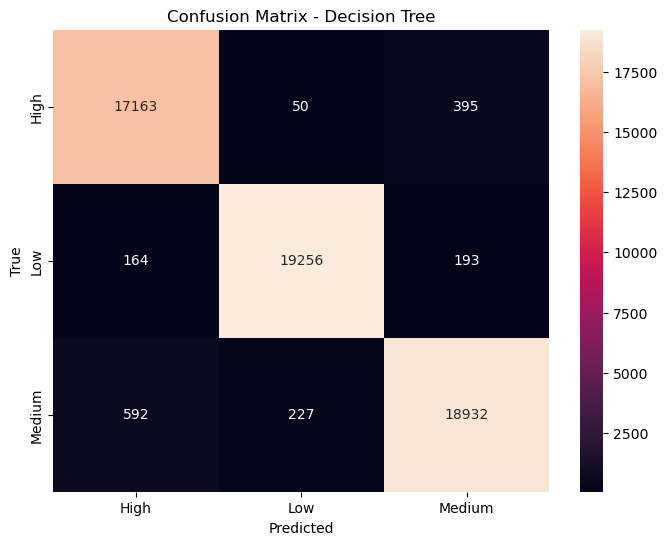 Confusion Matrix - Decision Tree
True
High
17163 50 395
Low
164 19256 193
Medium
592 227 18932
High Low Medium
Predicted
17500
15000
12500
10000
7500
5000
2500